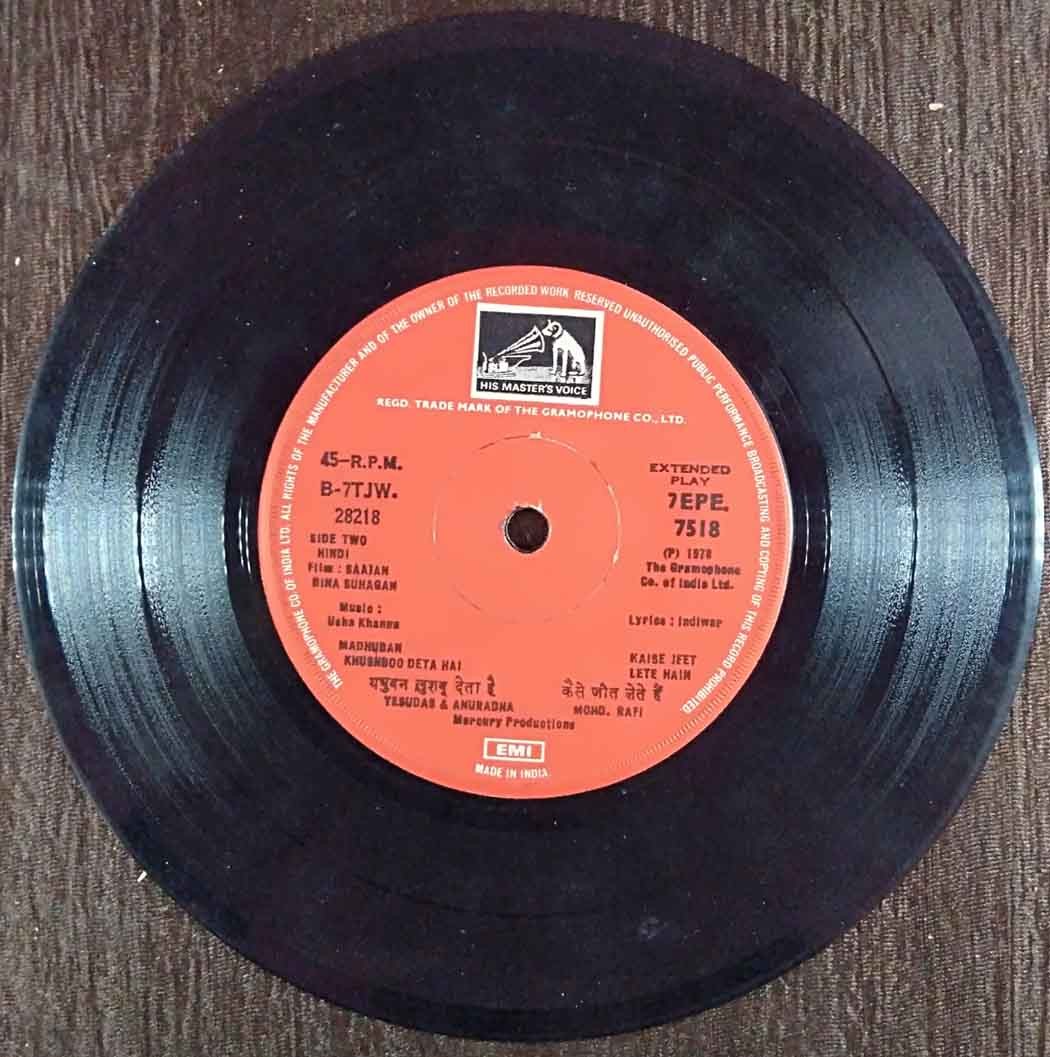 THE GRAMOPHONE CO. OF INDIA LTD. ALL RIGHTS OF THE MANUFACTURER AND OF THE OWNER OF THE RECORDED WORK RESERVED UNAUTHORISED PUBLIC PERFORMANCE BROADCASTING AND COPYING OF THIS RECORD PROHIBITED.
HIS MASTER'S VOICE
REGD. TRADE MARK OF THE GRAMOPHONE CO., LTD.
45-R.P.M.
B-7TJW.
28218
SIDE TWO
HINDI
Film : SAAJAN
BINA SUHAGAN
Music :
Usha Khanna
EXTENDED
PLAY
7EPE.
7518
(P) 1978
The Gramophone
Co. of India Ltd.
Lyrics : Indiwar
MADHUBAN
KHUSHBOO DETA HAI
मधुबन ख़ुशबू देता है
YESUDAS & ANURADHA
KAISE JEET
LETE HAIN
कैसे जीत लेते हैं
MOHD. RAFI
Mercury Productions
EMI
MADE IN INDIA.